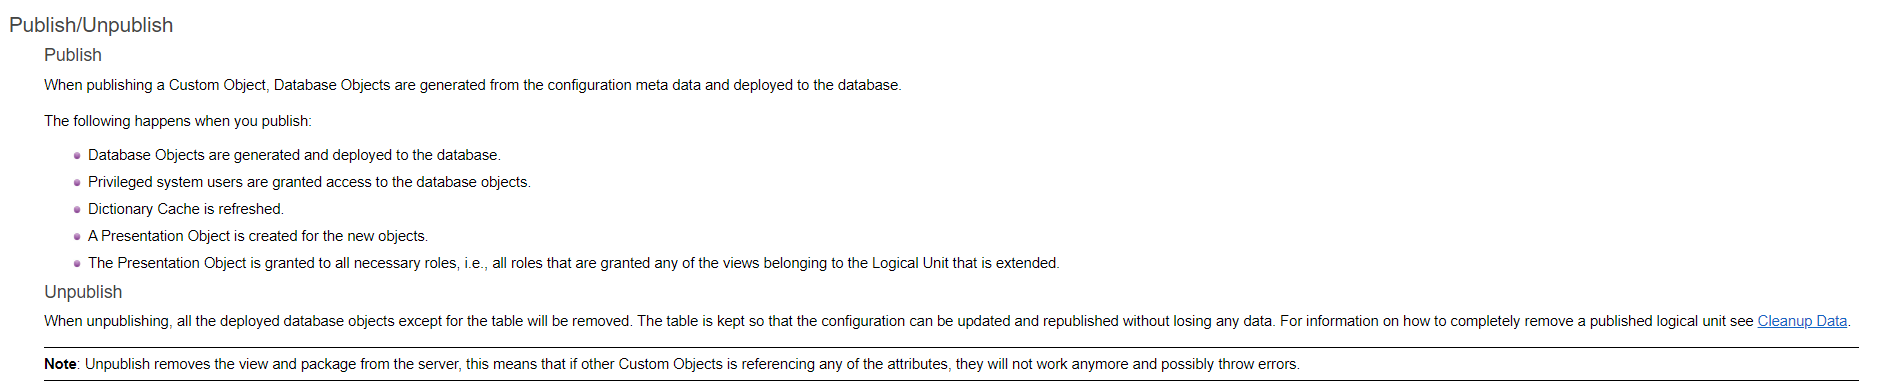 Publish/Unpublish
Publish
When publishing a Custom Object, Database Objects are generated from the configuration meta data and deployed to the database.
The following happens when you publish:
Database Objects are generated and deployed to the database.
Privileged system users are granted access to the database objects.
Dictionary Cache is refreshed.
A Presentation Object is created for the new objects.
The Presentation Object is granted to all necessary roles, i.e., all roles that are granted any of the views belonging to the Logical Unit that is extended.
Unpublish
When unpublishing, all the deployed database objects except for the table will be removed. The table is kept so that the configuration can be updated and republished without losing any data. For information on how to completely remove a published logical unit see Cleanup Data.
Note: Unpublish removes the view and package from the server, this means that if other Custom Objects is referencing any of the attributes, they will not work anymore and possibly throw errors.